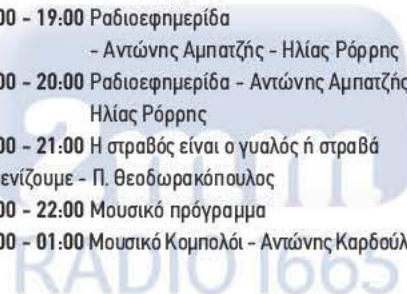 00 - 19:00 Ραδιοεφημερίδα
- Αντώνης Αμπατζής - Ηλίας Ρόρρης
00 - 20:00 Ραδιοεφημερίδα - Αντώνης Αμπατζής
Ηλίας Ρόρρης
00 - 21:00 Η στραβός είναι ο γυαλός ή στραβά
ενίζουμε - Π. Θεοδωρακόπουλος
00 - 22:00 Μουσικό πρόγραμμα
00 - 01:00 Μουσικό Κομπολόι - Αντώνης Καρδούλ
2mm
RADIO 1665